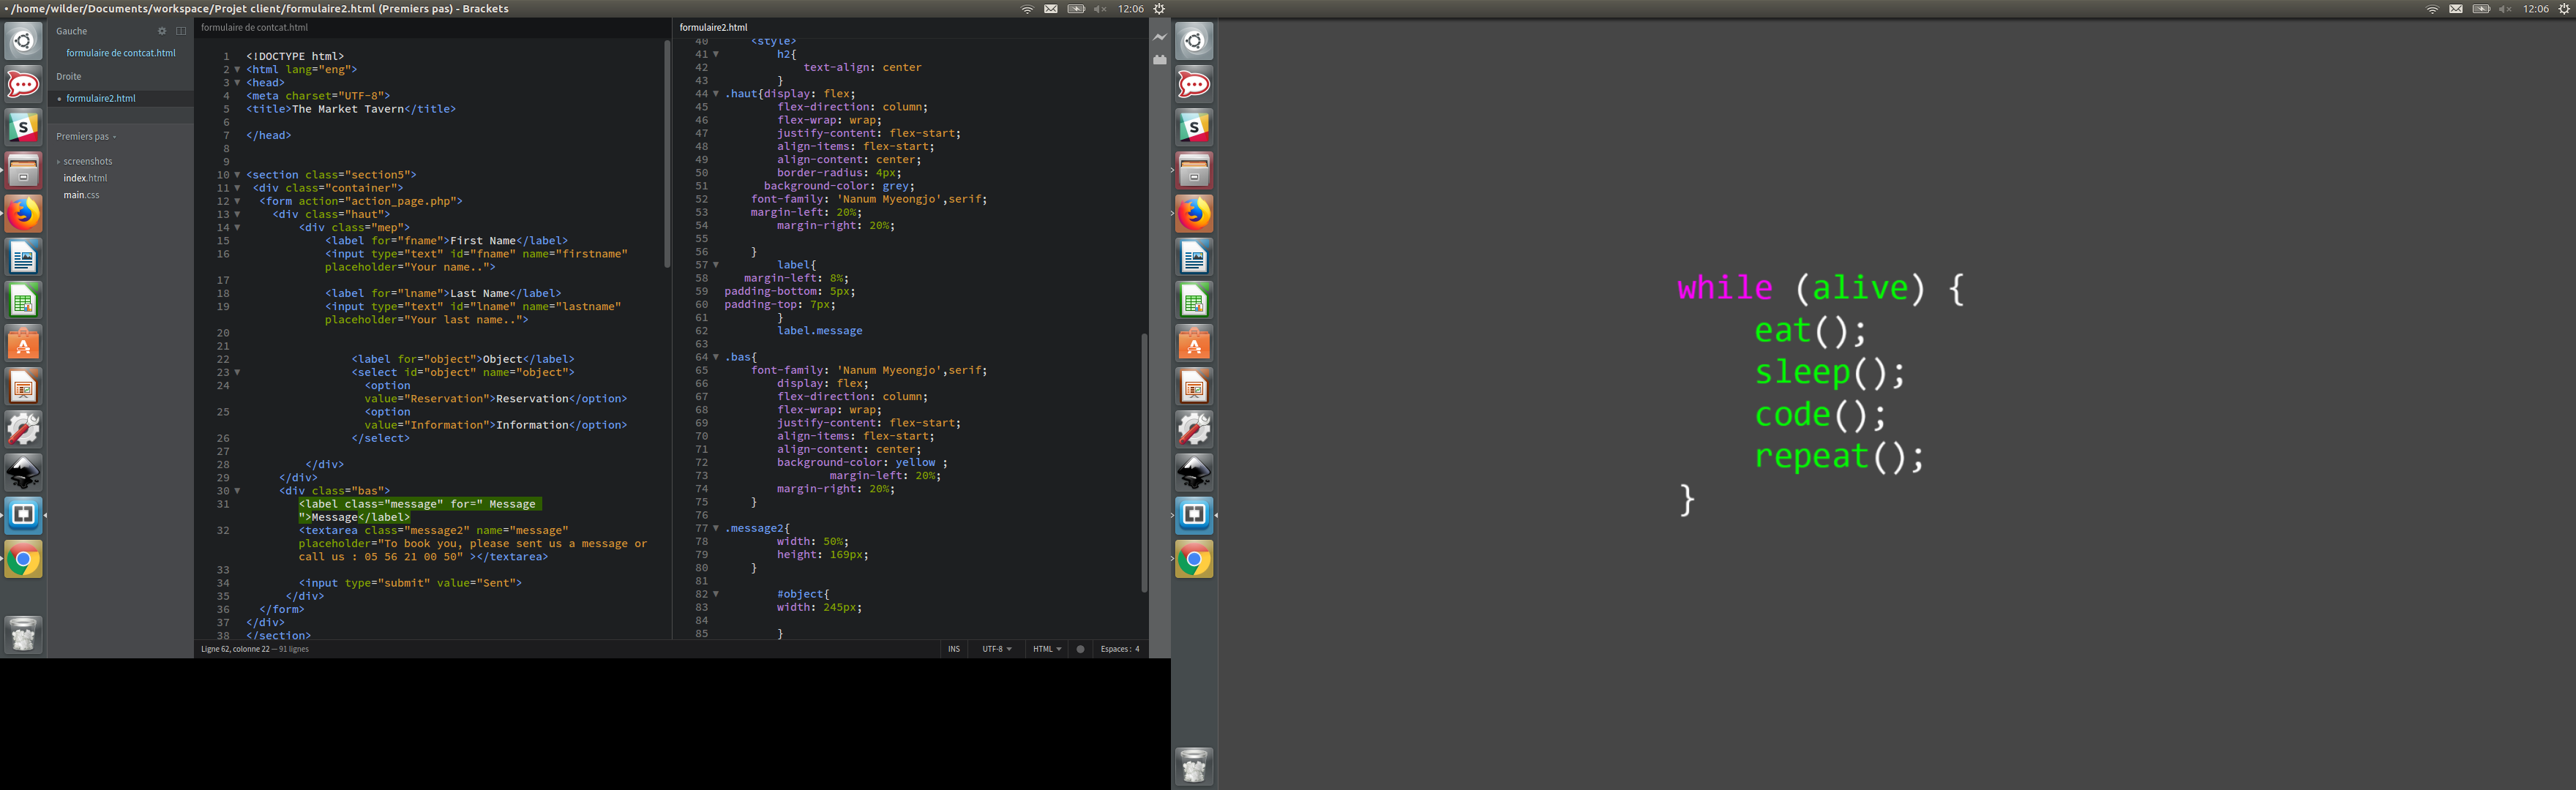 •/home/wilder/Documents/workspace/Projet client/formulaire2.html (Premiers pas) - Brackets
12:06
12:06
Gauche
formulaire de contcat.html
Droite
• formulaire2.html
Premiers pas
screenshots
index.html
main.css
formulaire de contcat.html
1 <!DOCTYPE html>
2 <html lang="eng">
3 <head>
4 <meta charset="UTF-8">
5 <title>The Market Tavern</title>
6
7 </head>
8
9
10 <section class="section5">
11 <div class="container">
12 <form action="action_page.php">
13 <div class="haut">
14 <div class="mep">
15 <label for="fname">First Name</label>
16 <input type="text" id="fname" name="firstname"
placeholder="Your name..">
17
18 <label for="lname">Last Name</label>
19 <input type="text" id="lname" name="lastname"
placeholder="Your last name..">
20
21
22 <label for="object">Object</label>
23 <select id="object" name="object">
24 <option
value="Reservation">Reservation</option>
25 <option
value="Information">Information</option>
26 </select>
27
28 </div>
29 </div>
30 <div class="bas">
31 <label class="message" for=" Message
">Message</label>
32 <textarea class="message2" name="message"
placeholder="To book you, please sent us a message or
call us : 05 56 21 00 50" ></textarea>
33
34 <input type="submit" value="Sent">
35 </div>
36 </form>
37 </div>
38 </section>
formulaire2.html
40 <style>
41 h2{
42 text-align: center
43 }
44 .haut{display: flex;
45 flex-direction: column;
46 flex-wrap: wrap;
47 justify-content: flex-start;
48 align-items: flex-start;
49 align-content: center;
50 border-radius: 4px;
51 background-color: grey;
52 font-family: 'Nanum Myeongjo',serif;
53 margin-left: 20%;
54 margin-right: 20%;
55
56 }
57 label{
58 margin-left: 8%;
59 padding-bottom: 5px;
60 padding-top: 7px;
61 }
62 label.message
63
64 .bas{
65 font-family: 'Nanum Myeongjo',serif;
66 display: flex;
67 flex-direction: column;
68 flex-wrap: wrap;
69 justify-content: flex-start;
70 align-items: flex-start;
71 align-content: center;
72 background-color: yellow ;
73 margin-left: 20%;
74 margin-right: 20%;
75 }
76
77 .message2{
78 width: 50%;
79 height: 169px;
80 }
81
82 #object{
83 width: 245px;
84
85 }
Ligne 62, colonne 22 — 91 lignes
INS
UTF-8
HTML
Espaces : 4
while (alive) {
eat();
sleep();
code();
repeat();
}